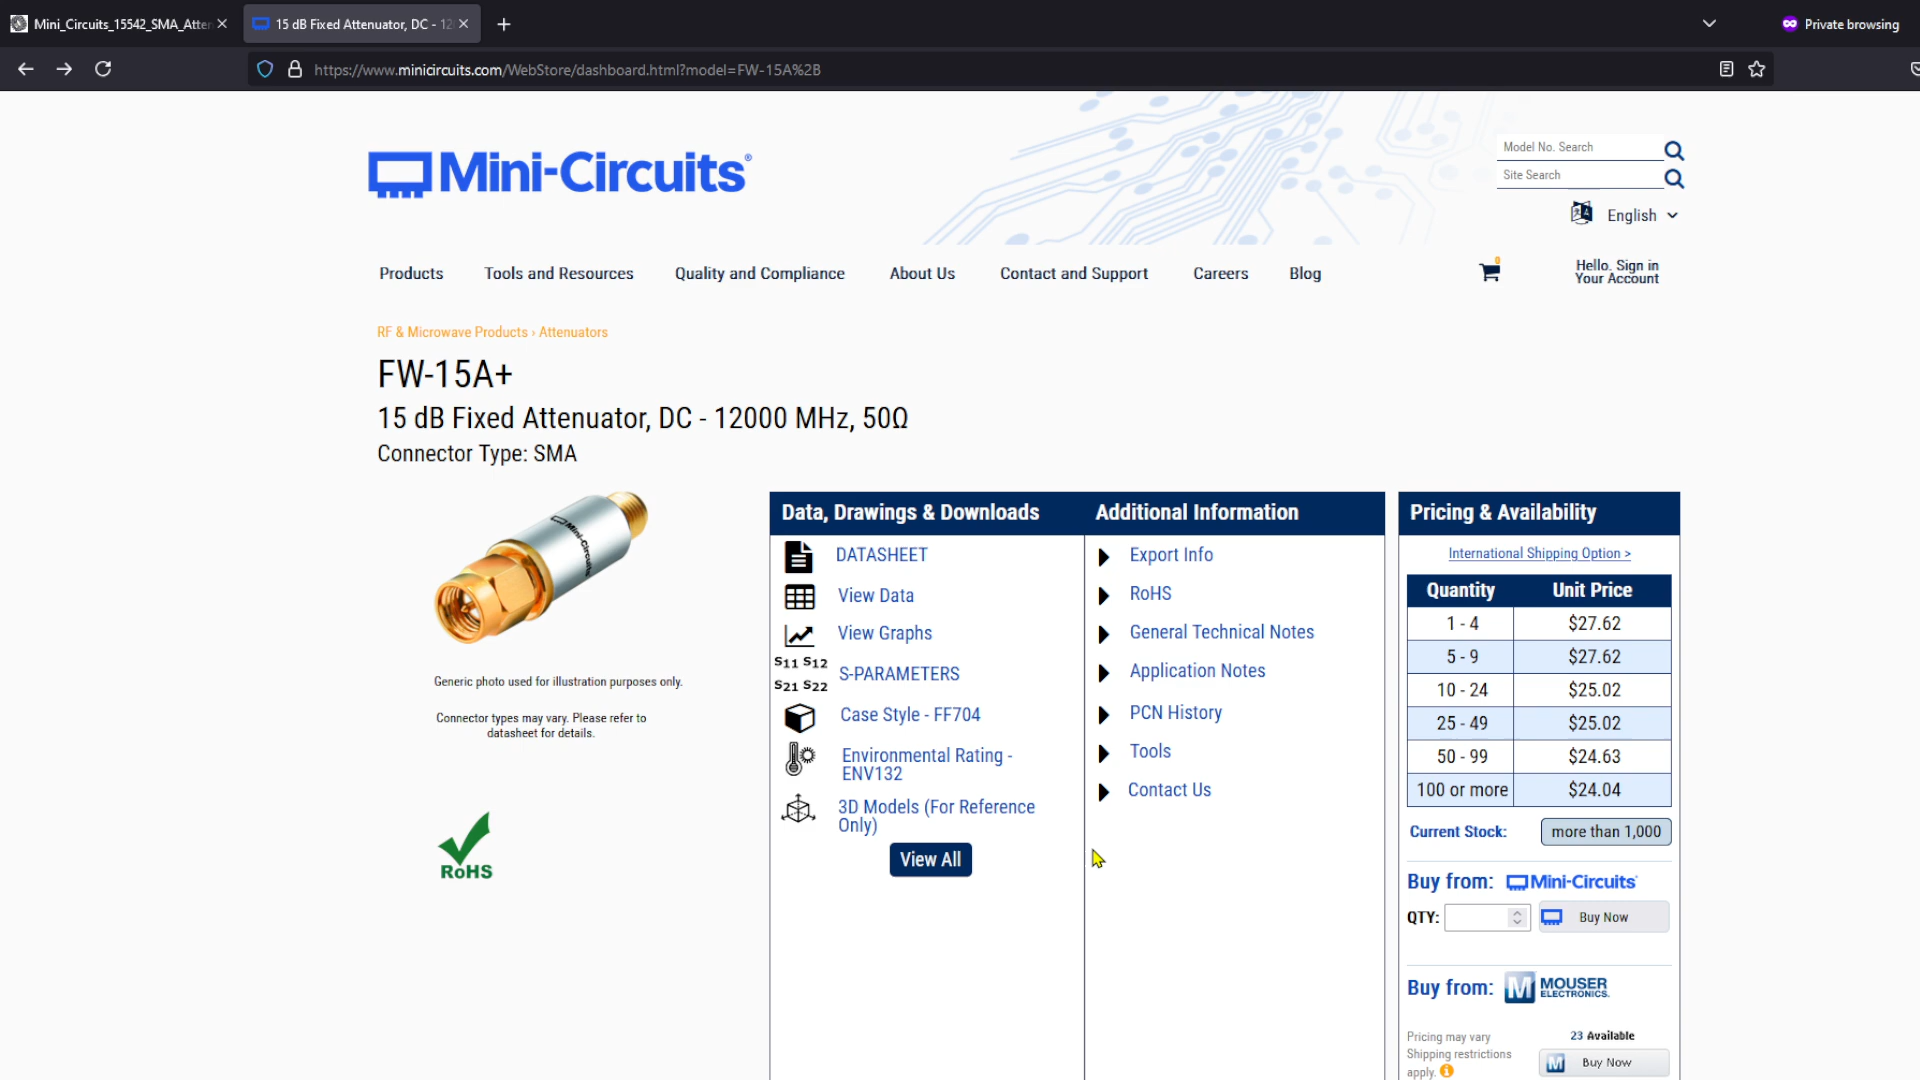 Mini_Circuits_15542_SMA_Atte
15 dB Fixed Attenuator, DC - 12
Private browsing
https://www.minicircuits.com/WebStore/dashboard.html?model=FW-15A%2B
Mini-Circuits®
Model No. Search
Site Search
English
Products
Tools and Resources
Quality and Compliance
About Us
Contact and Support
Careers
Blog
0
Hello. Sign in
Your Account
RF & Microwave Products › Attenuators
FW-15A+
15 dB Fixed Attenuator, DC - 12000 MHz, 50Ω
Connector Type: SMA
Mini-Circuits
Generic photo used for illustration purposes only.
Connector types may vary. Please refer to
datasheet for details.
RoHS
Data, Drawings & Downloads
DATASHEET
View Data
View Graphs
S11 S12
S21 S22
S-PARAMETERS
Case Style - FF704
Environmental Rating -
ENV132
3D Models (For Reference
Only)
View All
Additional Information
Export Info
RoHS
General Technical Notes
Application Notes
PCN History
Tools
Contact Us
Pricing & Availability
International Shipping Option >
Quantity Unit Price
1 - 4 $27.62
5 - 9 $27.62
10 - 24 $25.02
25 - 49 $25.02
50 - 99 $24.63
100 or more $24.04
Current Stock: more than 1,000
Buy from: Mini-Circuits
QTY: Buy Now
Buy from: M MOUSER
ELECTRONICS.
Pricing may vary
Shipping restrictions
apply.
23 Available
M Buy Now